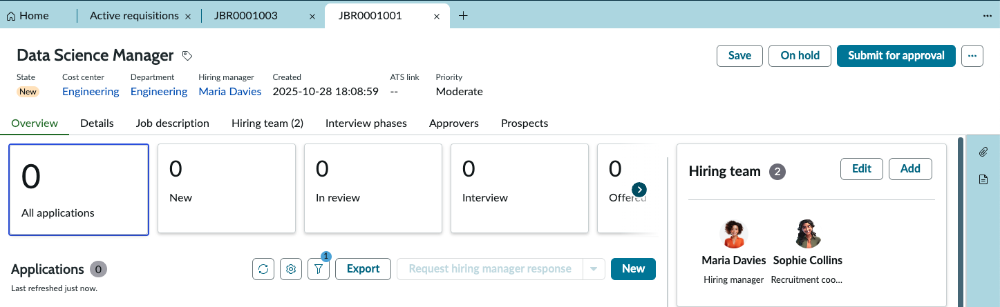 Home Active requisitions JBR0001003 JBR0001001
Data Science Manager
Save On hold Submit for approval
State Cost center Department Hiring manager Created ATS link Priority
New Engineering Engineering Maria Davies 2025-10-28 18:08:59 -- Moderate
Overview Details Job description Hiring team (2) Interview phases Approvers Prospects
0
All applications
0
New
0
In review
0
Interview
0
Offered
Hiring team 2 Edit Add
Maria Davies
Hiring manager
Sophie Collins
Recruitment coo...
Applications 0
Last refreshed just now.
1
Export Request hiring manager response New